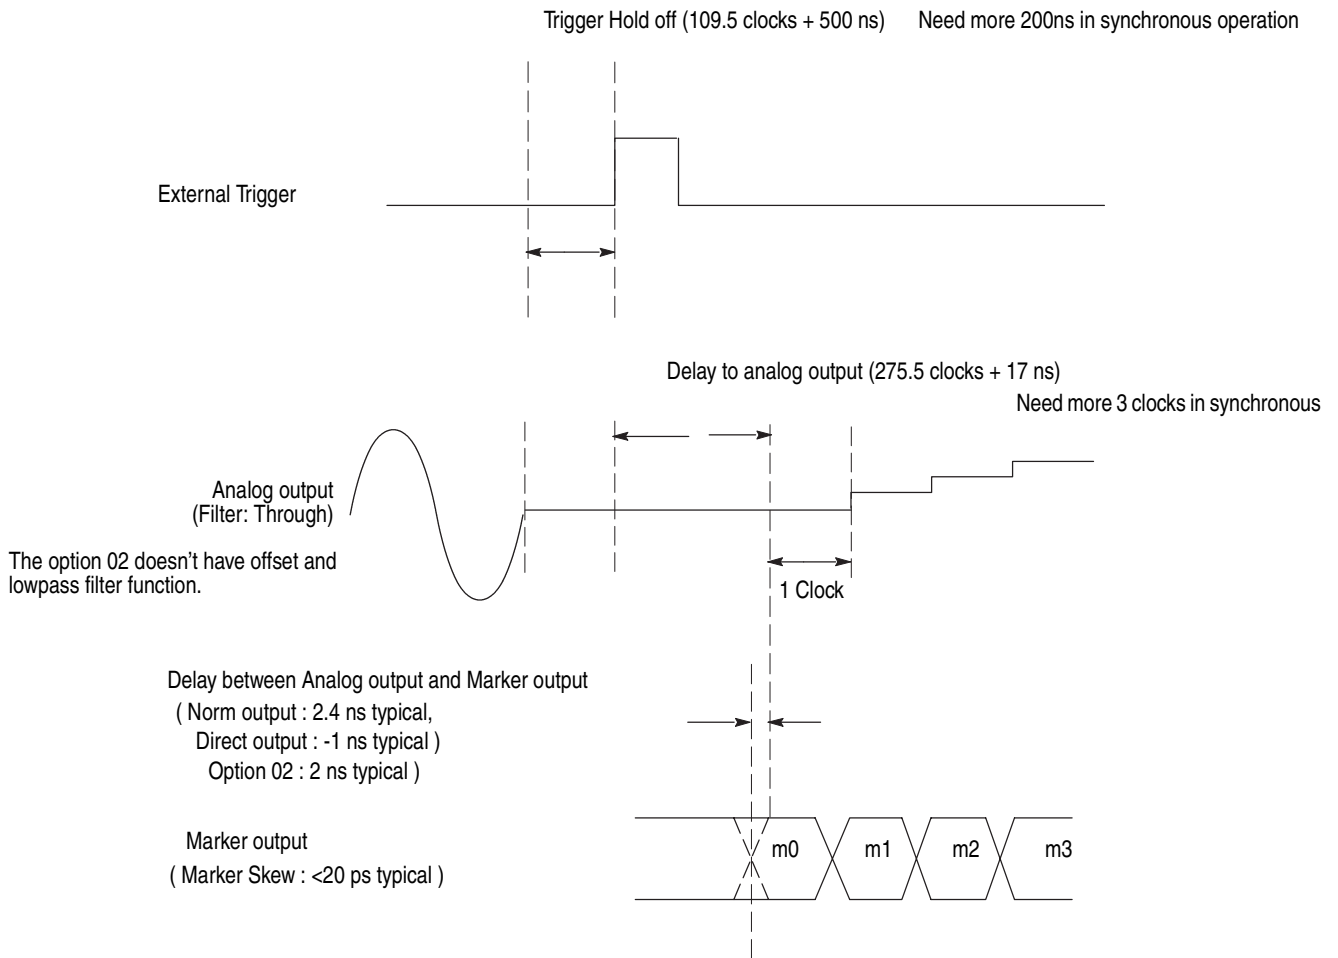 Trigger Hold off (109.5 clocks + 500 ns) Need more 200ns in synchronous operation
External Trigger
Delay to analog output (275.5 clocks + 17 ns)
Need more 3 clocks in synchronous
Analog output
(Filter: Through)
The option 02 doesn't have offset and
lowpass filter function.
1 Clock
Delay between Analog output and Marker output
( Norm output : 2.4 ns typical,
Direct output : -1 ns typical )
Option 02 : 2 ns typical )
Marker output
( Marker Skew : <20 ps typical )
m0 m1 m2 m3